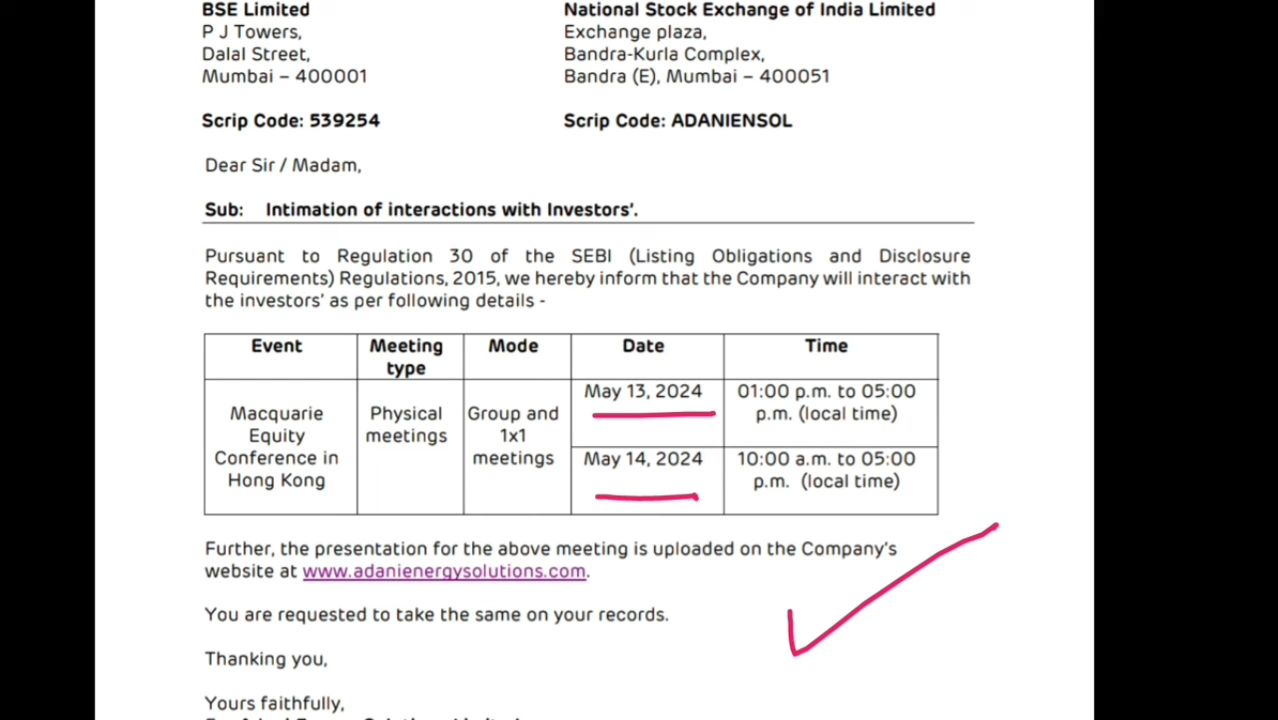 BSE Limited
P J Towers,
Dalal Street,
Mumbai – 400001
National Stock Exchange of India Limited
Exchange plaza,
Bandra-Kurla Complex,
Bandra (E), Mumbai – 400051
Scrip Code: 539254
Scrip Code: ADANIENSOL
Dear Sir / Madam,
Sub: Intimation of interactions with Investors’.
Pursuant to Regulation 30 of the SEBI (Listing Obligations and Disclosure
Requirements) Regulations, 2015, we hereby inform that the Company will interact with
the investors’ as per following details -
Event
Meeting
type
Mode
Date
Time
Macquarie
Equity
Conference in
Hong Kong
Physical
meetings
Group and
1x1
meetings
May 13, 2024
01:00 p.m. to 05:00
p.m. (local time)
May 14, 2024
10:00 a.m. to 05:00
p.m. (local time)
Further, the presentation for the above meeting is uploaded on the Company’s
website at www.adanienergysolutions.com.
You are requested to take the same on your records.
Thanking you,
Yours faithfully,